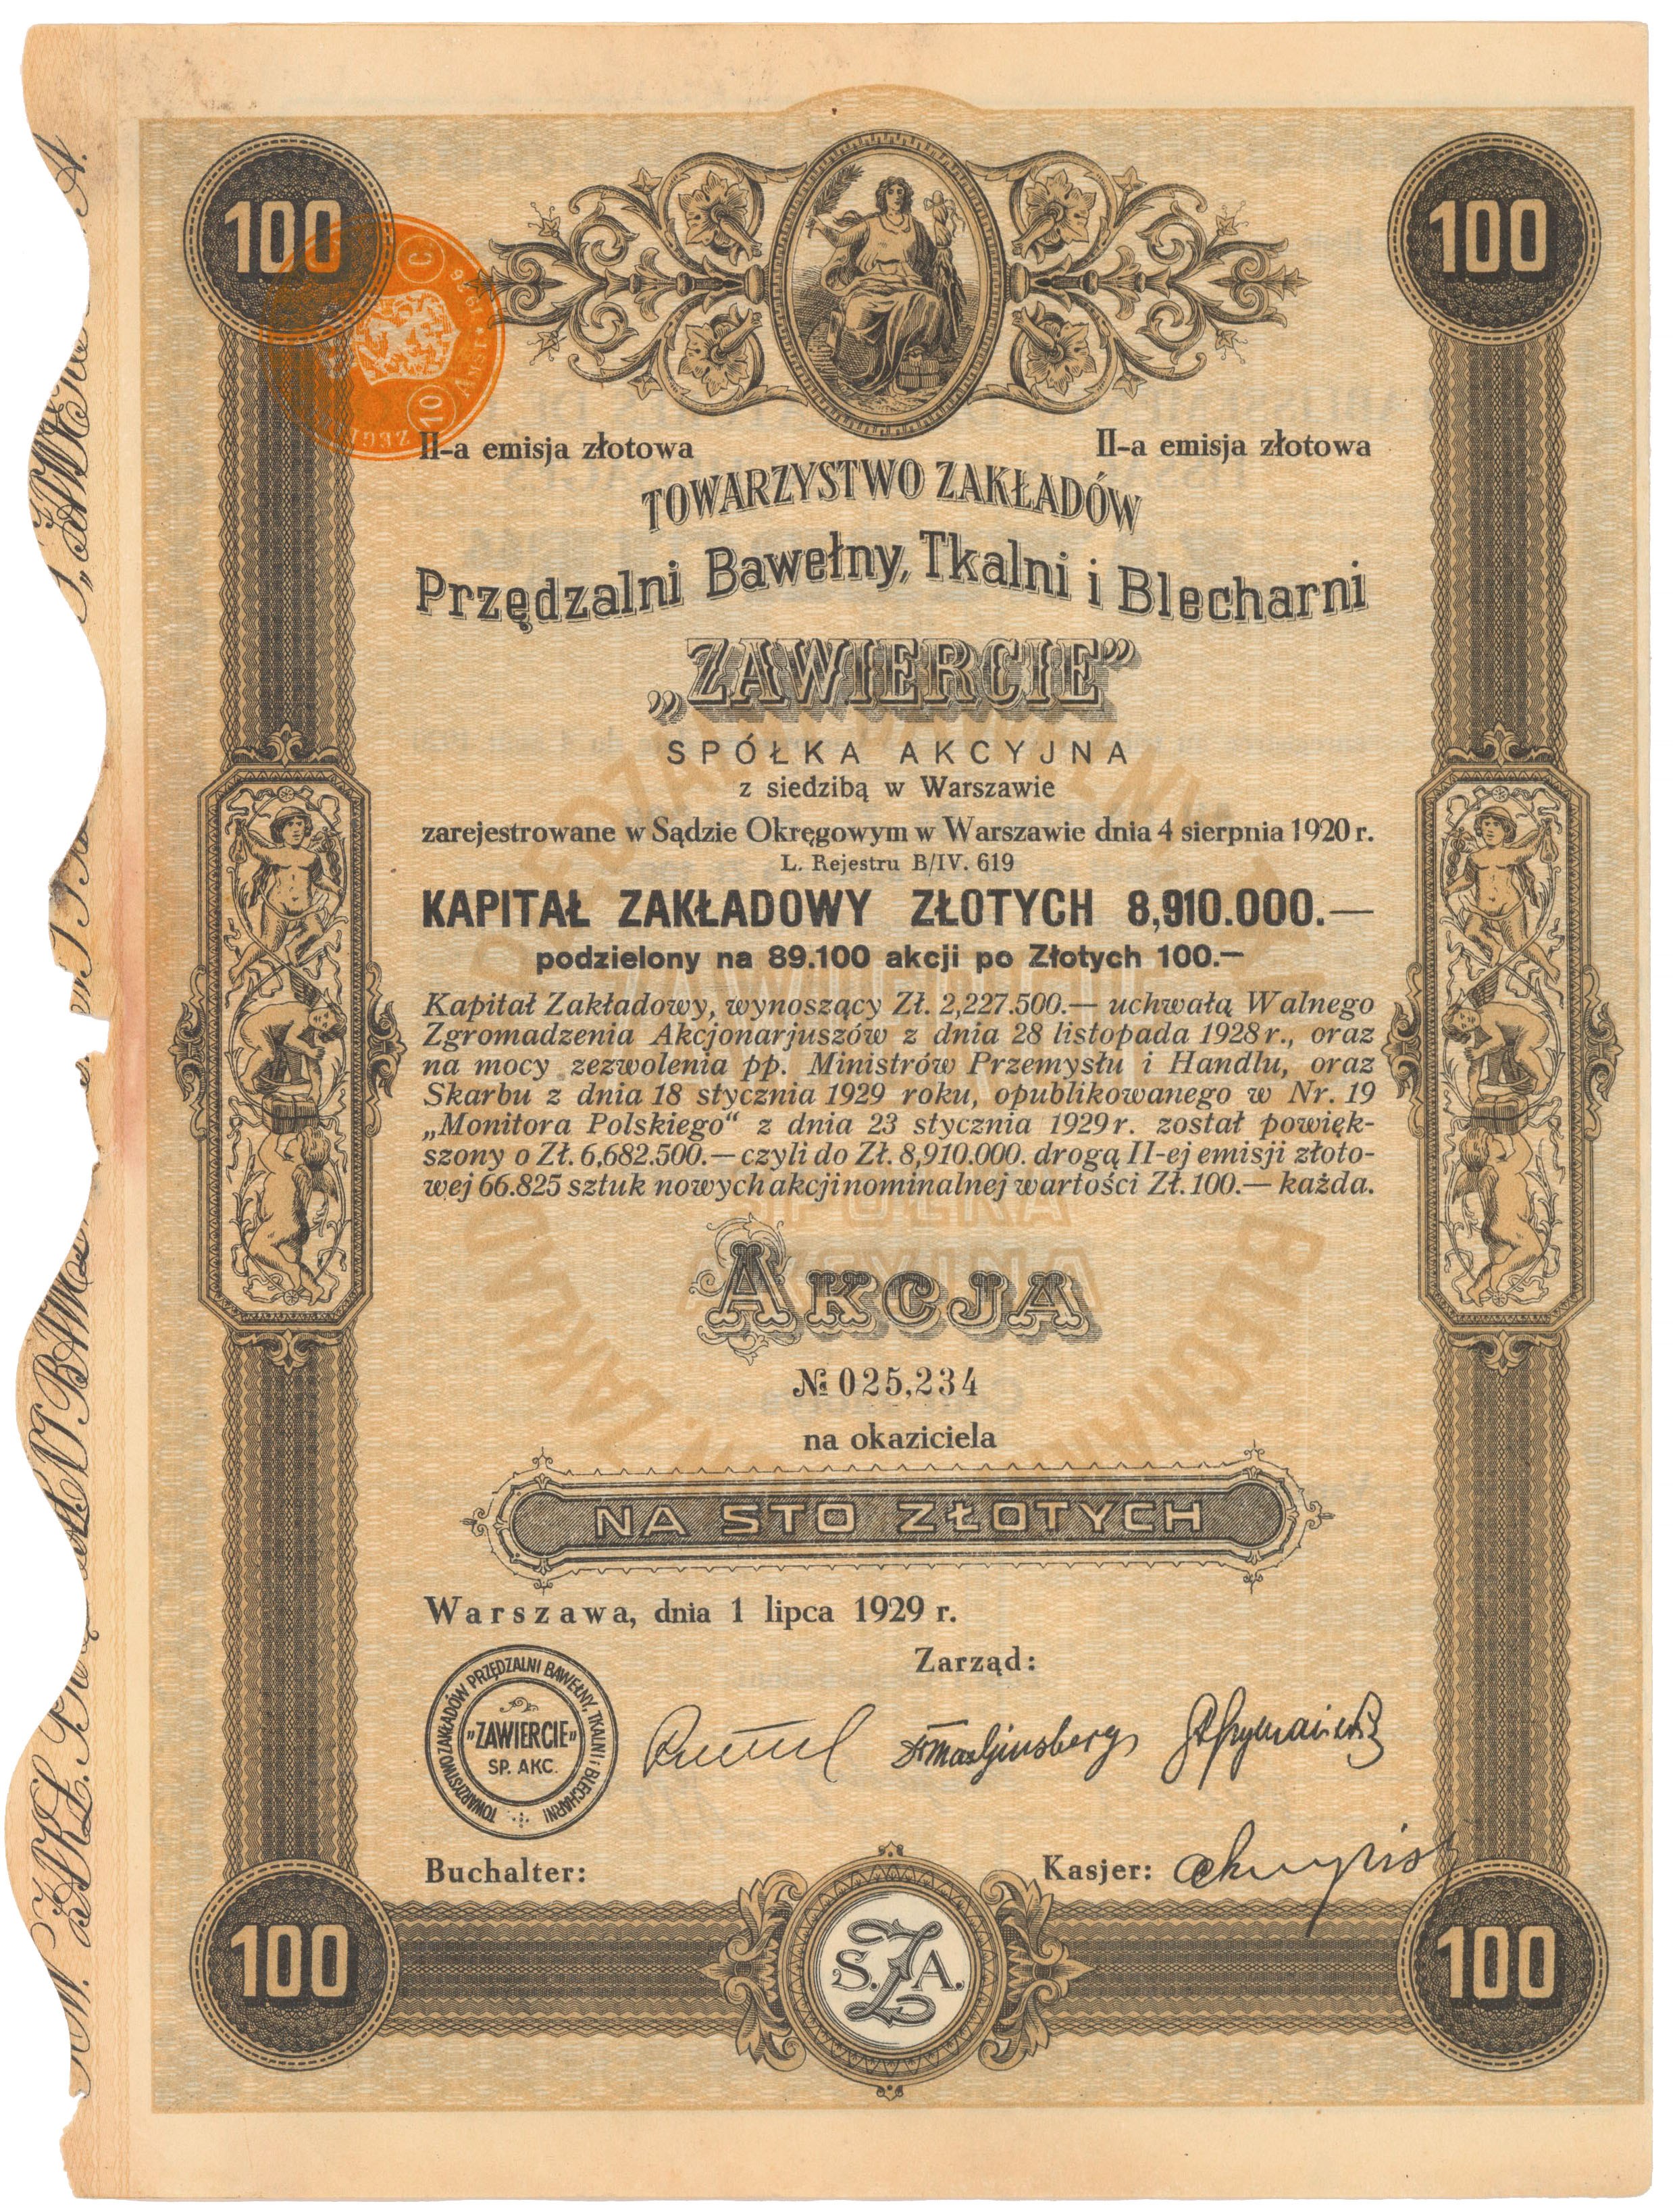 100
100
II-a emisja złotowa
II-a emisja złotowa
TOWARZYSTWO ZAKŁADÓW
Przędzalni Bawełny, Tkalni i Blecharni
„ZAWIERCIE”
SPÓŁKA AKCYJNA
z siedzibą w Warszawie
zarejestrowane w Sądzie Okręgowym w Warszawie dnia 4 sierpnia 1920 r.
L. Rejestru B/IV. 619
KAPITAŁ ZAKŁADOWY ZŁOTYCH 8,910.000.—
podzielony na 89.100 akcji po Złotych 100.—
Kapitał Zakładowy, wynoszący Zł. 2,227.500.— uchwałą Walnego
Zgromadzenia Akcjonarjuszów z dnia 28 listopada 1928 r., oraz
na mocy zezwolenia pp. Ministrów Przemysłu i Handlu, oraz
Skarbu z dnia 18 stycznia 1929 roku, opublikowanego w Nr. 19
„Monitora Polskiego“ z dnia 23 stycznia 1929 r. został powięk-
szony o Zł. 6,682.500.— czyli do Zł. 8,910.000. drogą II-ej emisji złoto-
wej 66.825 sztuk nowych akcji nominalnej wartości Zł. 100.— każda.
AKCJA
№ 025,234
na okaziciela
NA STO ZŁOTYCH
Warszawa, dnia 1 lipca 1929 r.
Zarząd:
TOWARZYSTWO ZAKŁADÓW PRZĘDZALNI BAWEŁNY, TKALNI i BLECHARNI
„ZAWIERCIE”
SP. AKC.
Buchalter:
Kasjer:
100
S. Z. A.
100